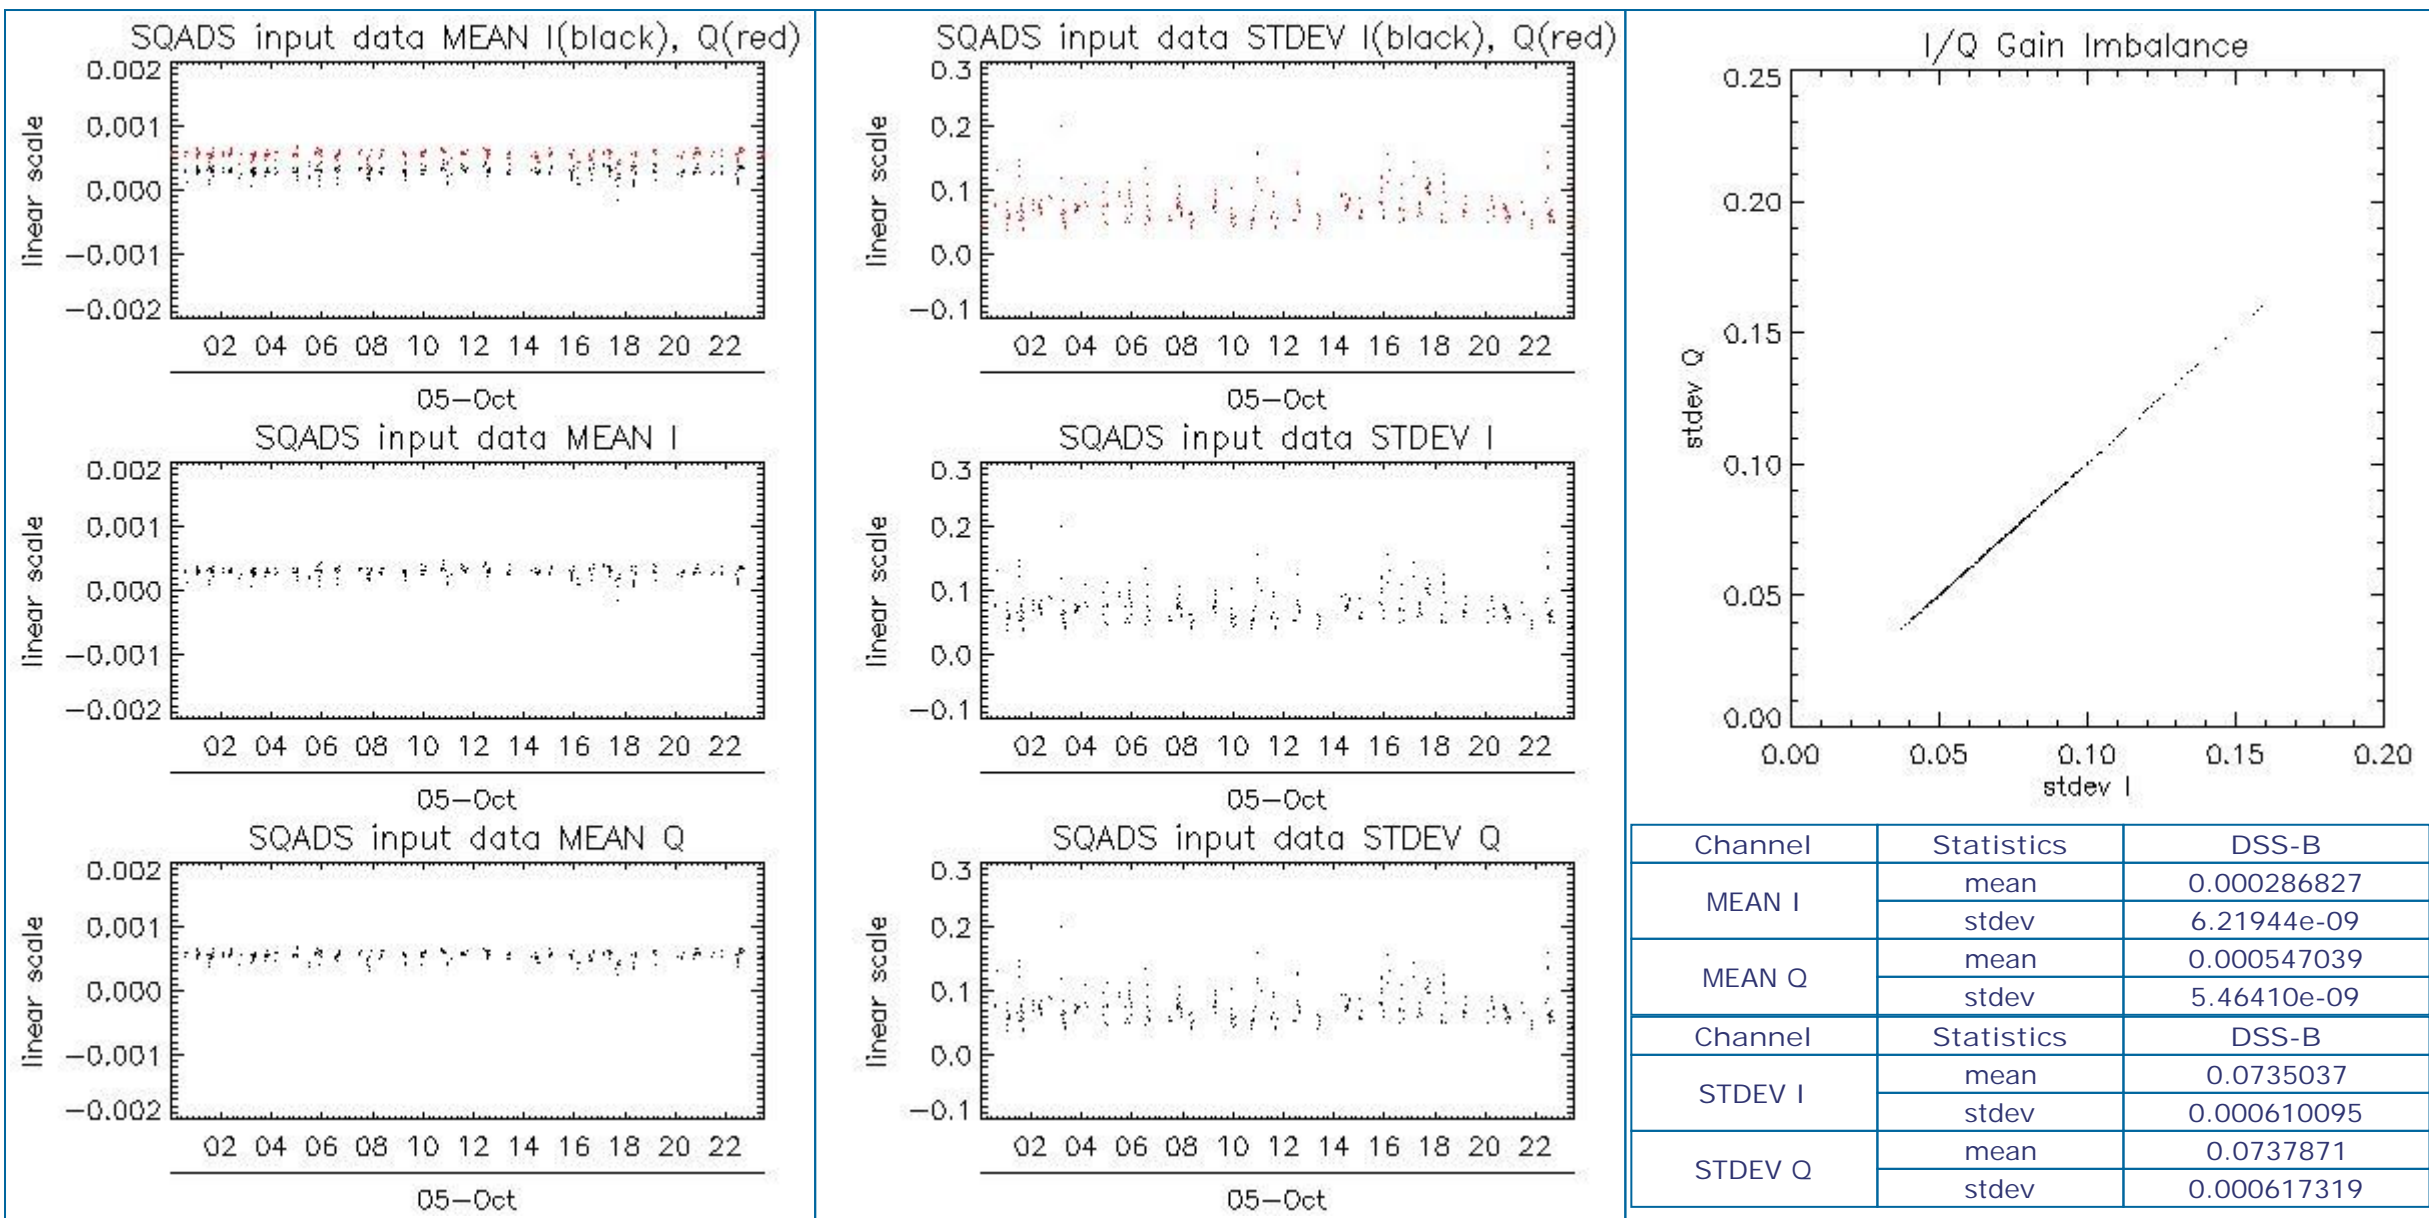 SQADS input data MEAN I(black), Q(red)
linear scale
0.002
0.001
0.000
−0.001
−0.002
02 04 06 08 10 12 14 16 18 20 22
05−Oct
SQADS input data MEAN I
linear scale
0.002
0.001
0.000
−0.001
−0.002
02 04 06 08 10 12 14 16 18 20 22
05−Oct
SQADS input data MEAN Q
linear scale
0.002
0.001
0.000
−0.001
−0.002
02 04 06 08 10 12 14 16 18 20 22
05−Oct
SQADS input data STDEV I(black), Q(red)
linear scale
0.3
0.2
0.1
0.0
−0.1
02 04 06 08 10 12 14 16 18 20 22
05−Oct
SQADS input data STDEV I
linear scale
0.3
0.2
0.1
0.0
−0.1
02 04 06 08 10 12 14 16 18 20 22
05−Oct
SQADS input data STDEV Q
linear scale
0.3
0.2
0.1
0.0
−0.1
02 04 06 08 10 12 14 16 18 20 22
05−Oct
I/Q Gain Imbalance
stdev Q
0.25
0.20
0.15
0.10
0.05
0.00
0.00 0.05 0.10 0.15 0.20
stdev I
Channel Statistics DSS-B
MEAN I mean 0.000286827
stdev 6.21944e-09
MEAN Q mean 0.000547039
stdev 5.46410e-09
Channel Statistics DSS-B
STDEV I mean 0.0735037
stdev 0.000610095
STDEV Q mean 0.0737871
stdev 0.000617319